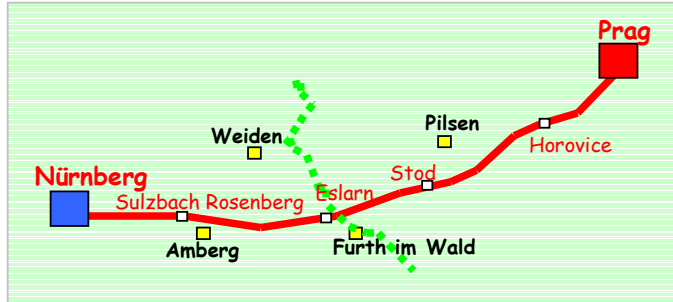 Prag
Weiden
Pilsen
Horovice
Stod
Nürnberg
Sulzbach Rosenberg
Eslarn
Amberg
Furth im Wald